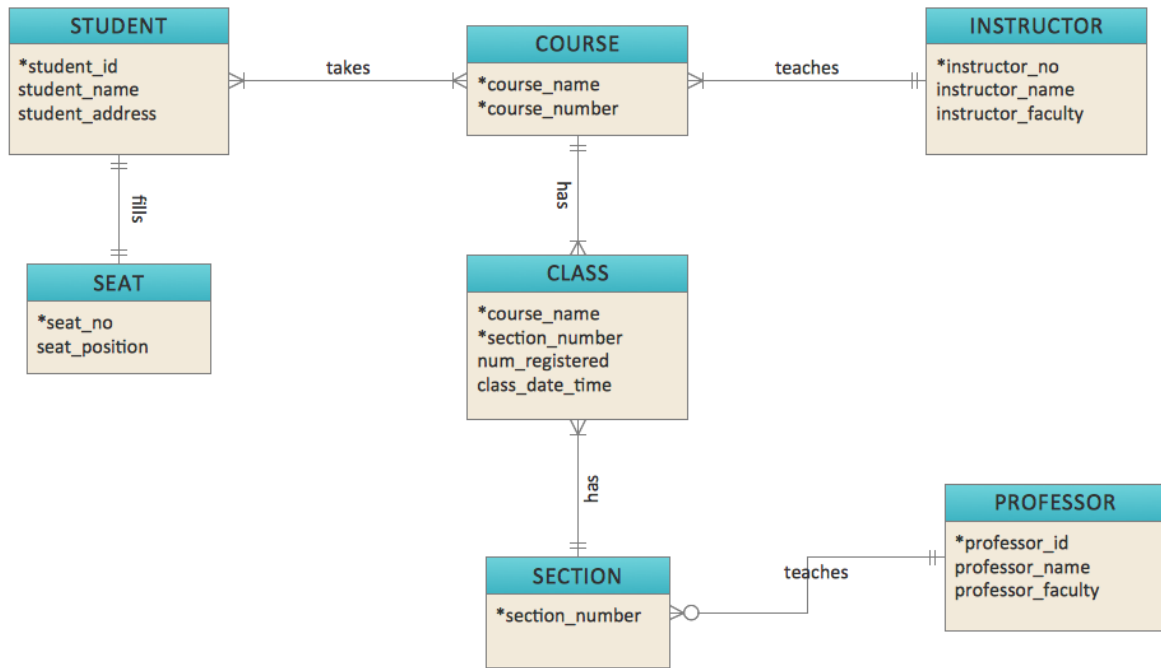 STUDENT
*student_id
student_name
student_address
takes
COURSE
*course_name
*course_number
teaches
INSTRUCTOR
*instructor_no
instructor_name
instructor_faculty
fills
has
SEAT
*seat_no
seat_position
CLASS
*course_name
*section_number
num_registered
class_date_time
has
SECTION
*section_number
teaches
PROFESSOR
*professor_id
professor_name
professor_faculty